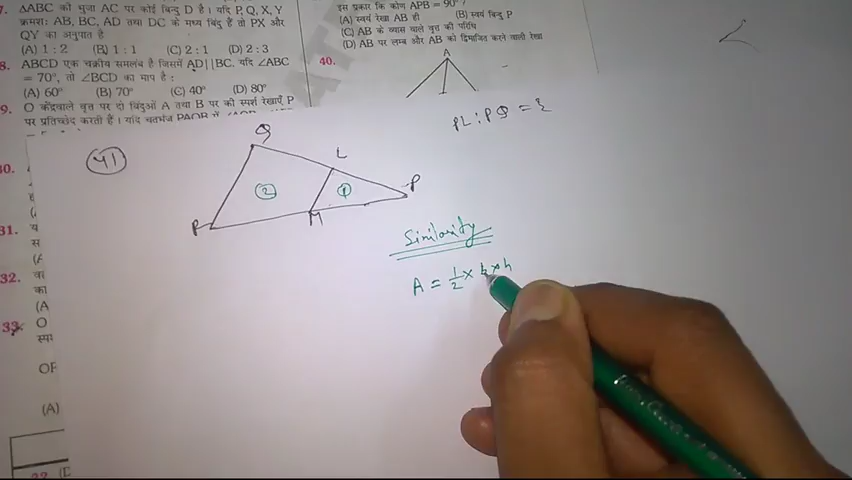 7. ΔABC की भुजा AC पर कोई बिन्दु D है। यदि P, Q, X, Y
क्रमशः AB, BC, AD तथा DC के मध्य बिंदु हैं तो PX और
QY का अनुपात है
(A) 1 : 2 (B) 1 : 1 (C) 2 : 1 (D) 2 : 3
8. ABCD एक चक्रीय समलंब है जिसमें AD||BC. यदि ∠ABC
= 70°, तो ∠BCD का माप है :
(A) 60° (B) 70° (C) 40° (D) 80°
9. O केंद्रवाले वृत्त पर दो बिंदुओं A तथा B पर की स्पर्श रेखाएँ P
पर प्रतिच्छेद करती हैं। यदि चतुर्भुज PAOB में
इस प्रकार कि कोण APB = 90°
(A) स्वयं रेखा AB ही (B) स्वयं बिन्दु P
(C) AB के व्यास वाले वृत्त की परिधि
(D) AB पर लम्ब और AB को द्विभाजित करने वाली रेखा
40.
A
PL : PQ = ?
41
Q
L
P
2
1
R
M
Similarity
A = 1/2 × b × h
30.
31. य
स
(A
32. वा
क
(A
33. O
स्प
OF
(A)